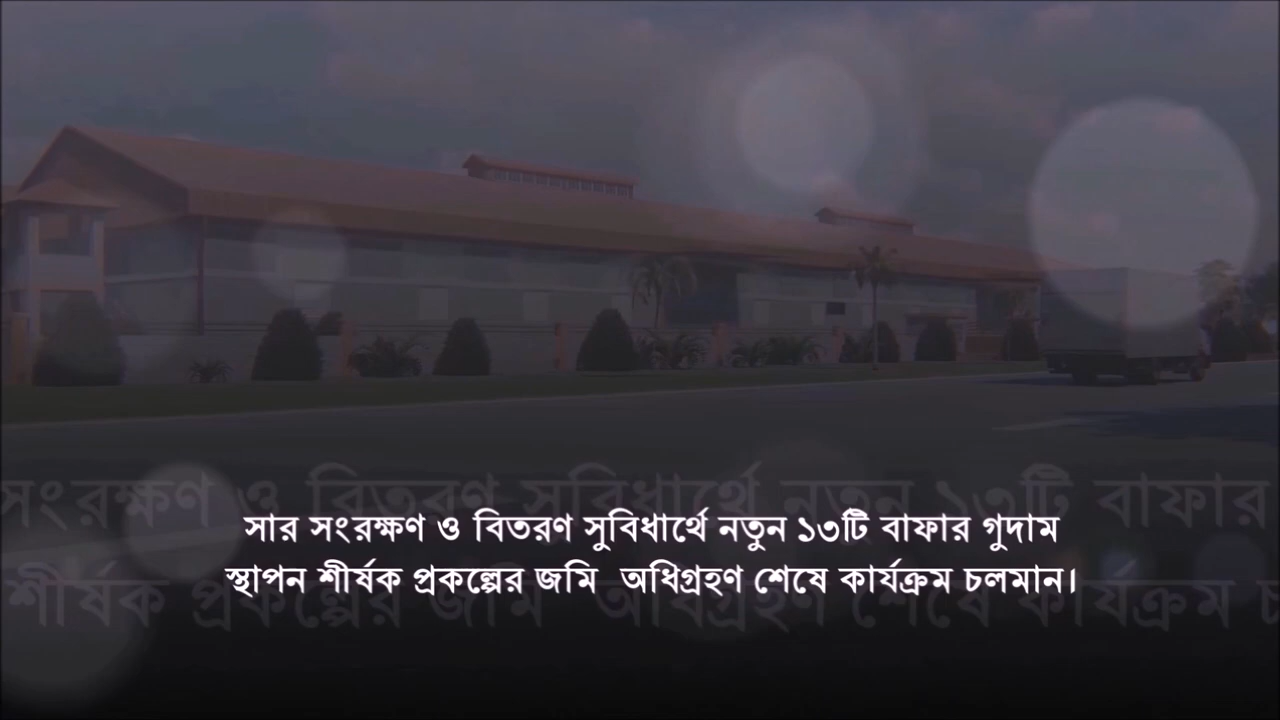 সার সংরক্ষণ ও বিতরণ সুবিধার্থে নতুন ১৩টি বাফার গুদাম
স্থাপন শীর্ষক প্রকল্পের জমি  অধিগ্রহণ শেষে কার্যক্রম চলমান।